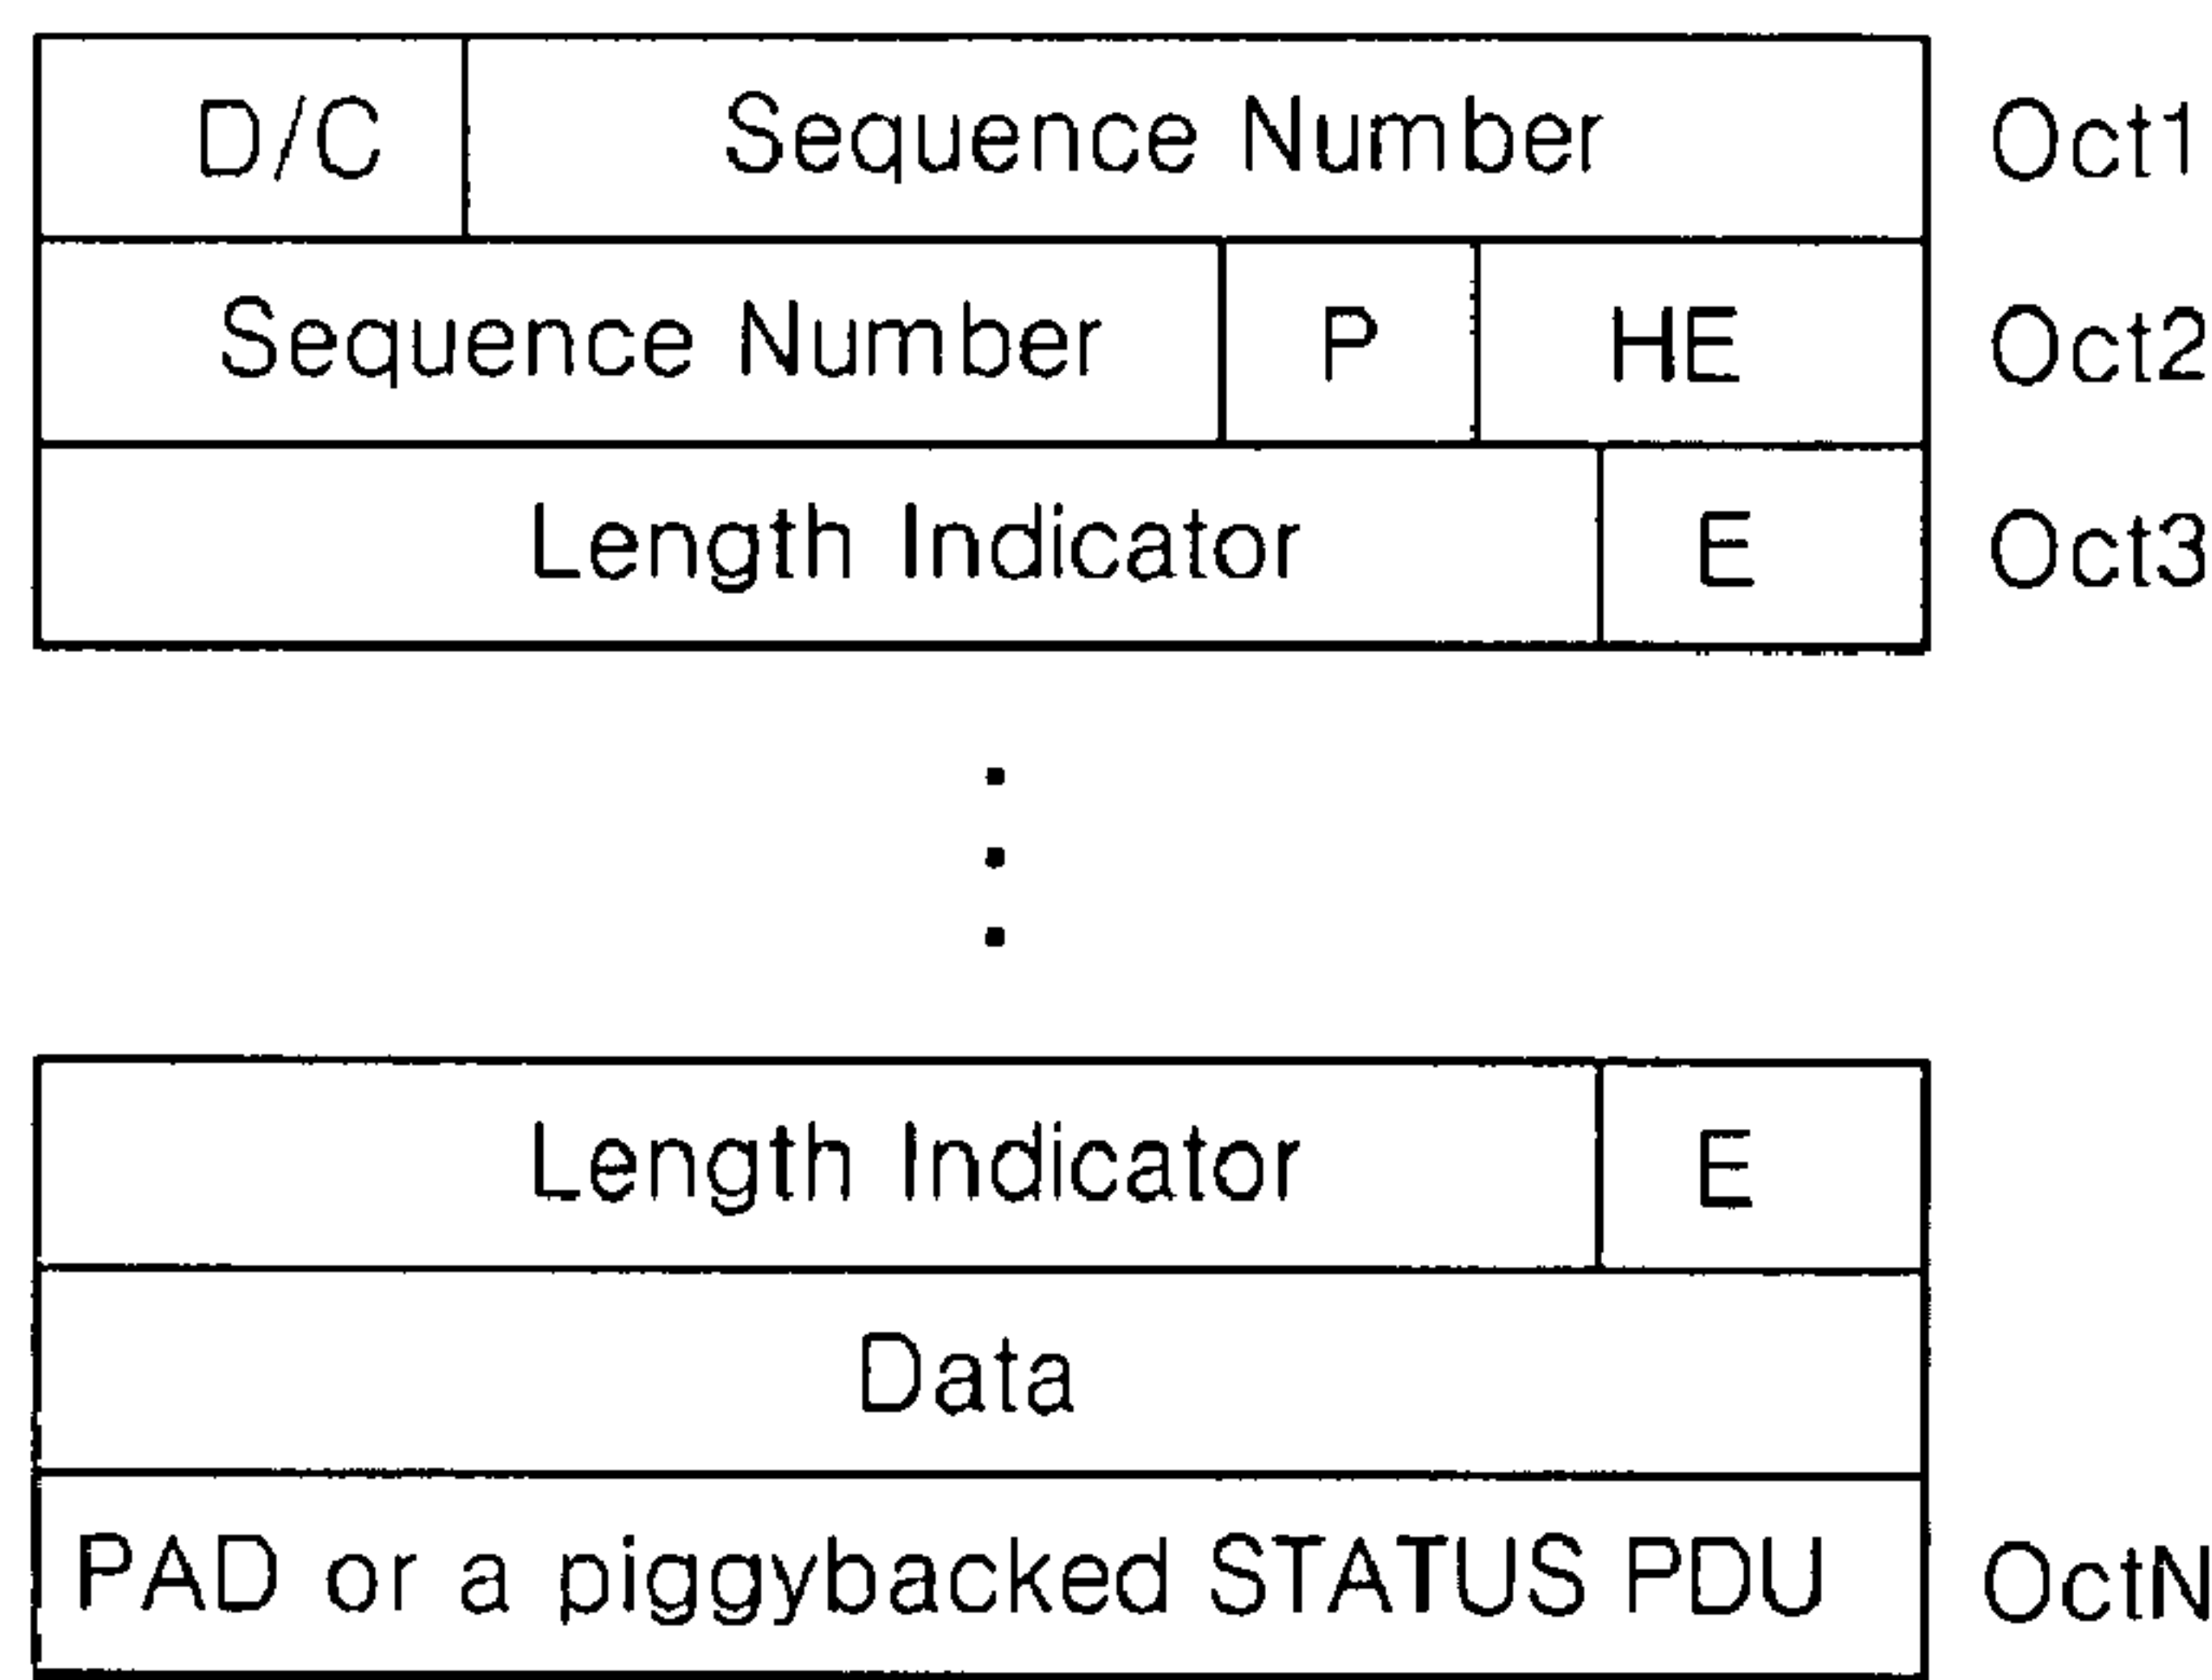 D/C Sequence Number Oct1
Sequence Number P HE Oct2
Length Indicator E Oct3
Length Indicator E
Data
PAD or a piggybacked STATUS PDU OctN